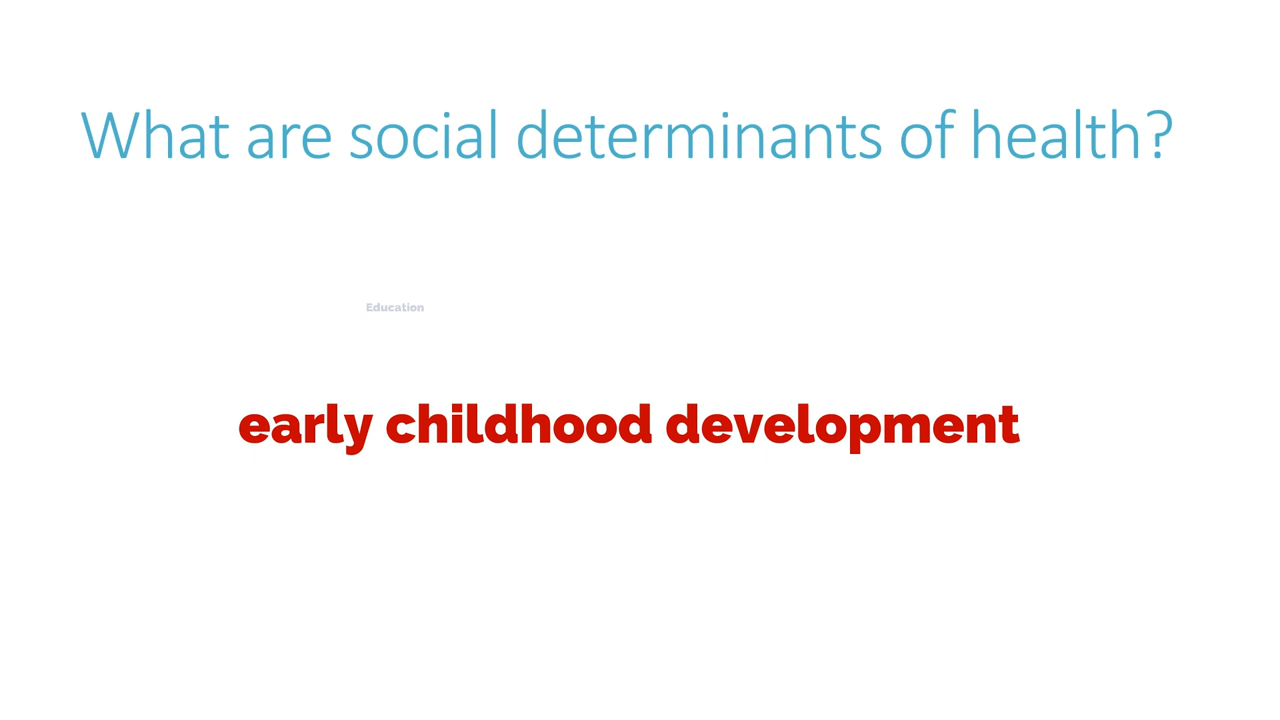 What are social determinants of health?
Education
early childhood development